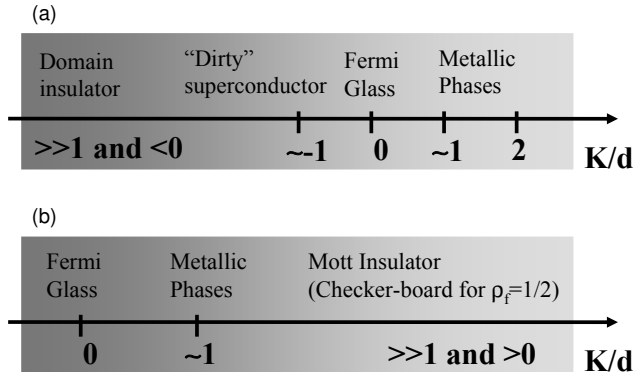 (a)
Domain insulator
“Dirty” superconductor
Fermi Glass
Metallic Phases
>>1 and <0
~-1
0
~1
2
K/d
(b)
Fermi Glass
Metallic Phases
Mott Insulator
(Checker-board for ρf=1/2)
0
~1
>>1 and >0
K/d